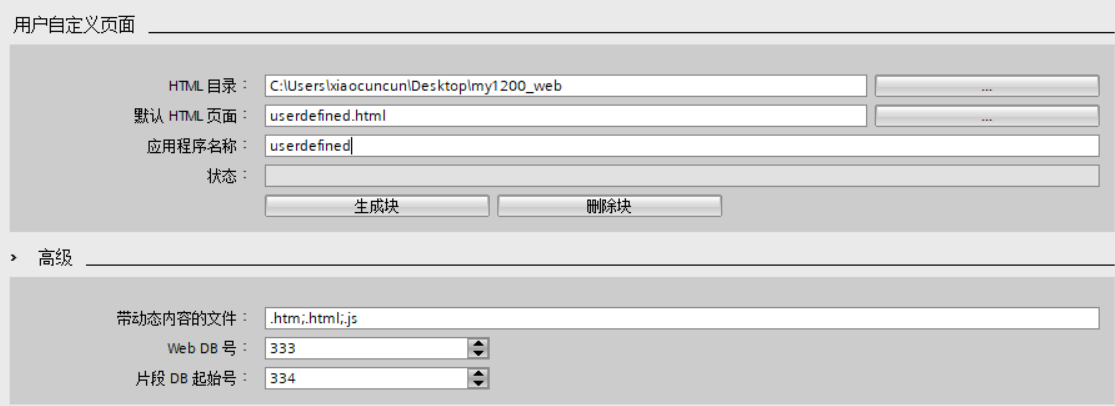 用户自定义页面
HTML 目录： C:\Users\xiaocuncun\Desktop\my1200_web ...
默认 HTML 页面： userdefined.html ...
应用程序名称： userdefined
状态：
生成块 删除块
高级
带动态内容的文件： .htm;.html;.js
Web DB 号： 333
片段 DB 起始号： 334